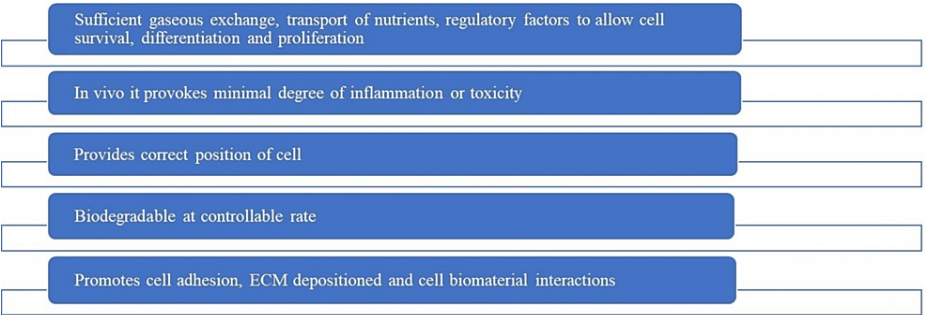 Sufficient gaseous exchange, transport of nutrients, regulatory factors to allow cell
survival, differentiation and proliferation
In vivo it provokes minimal degree of inflammation or toxicity
Provides correct position of cell
Biodegradable at controllable rate
Promotes cell adhesion, ECM depositioned and cell biomaterial interactions